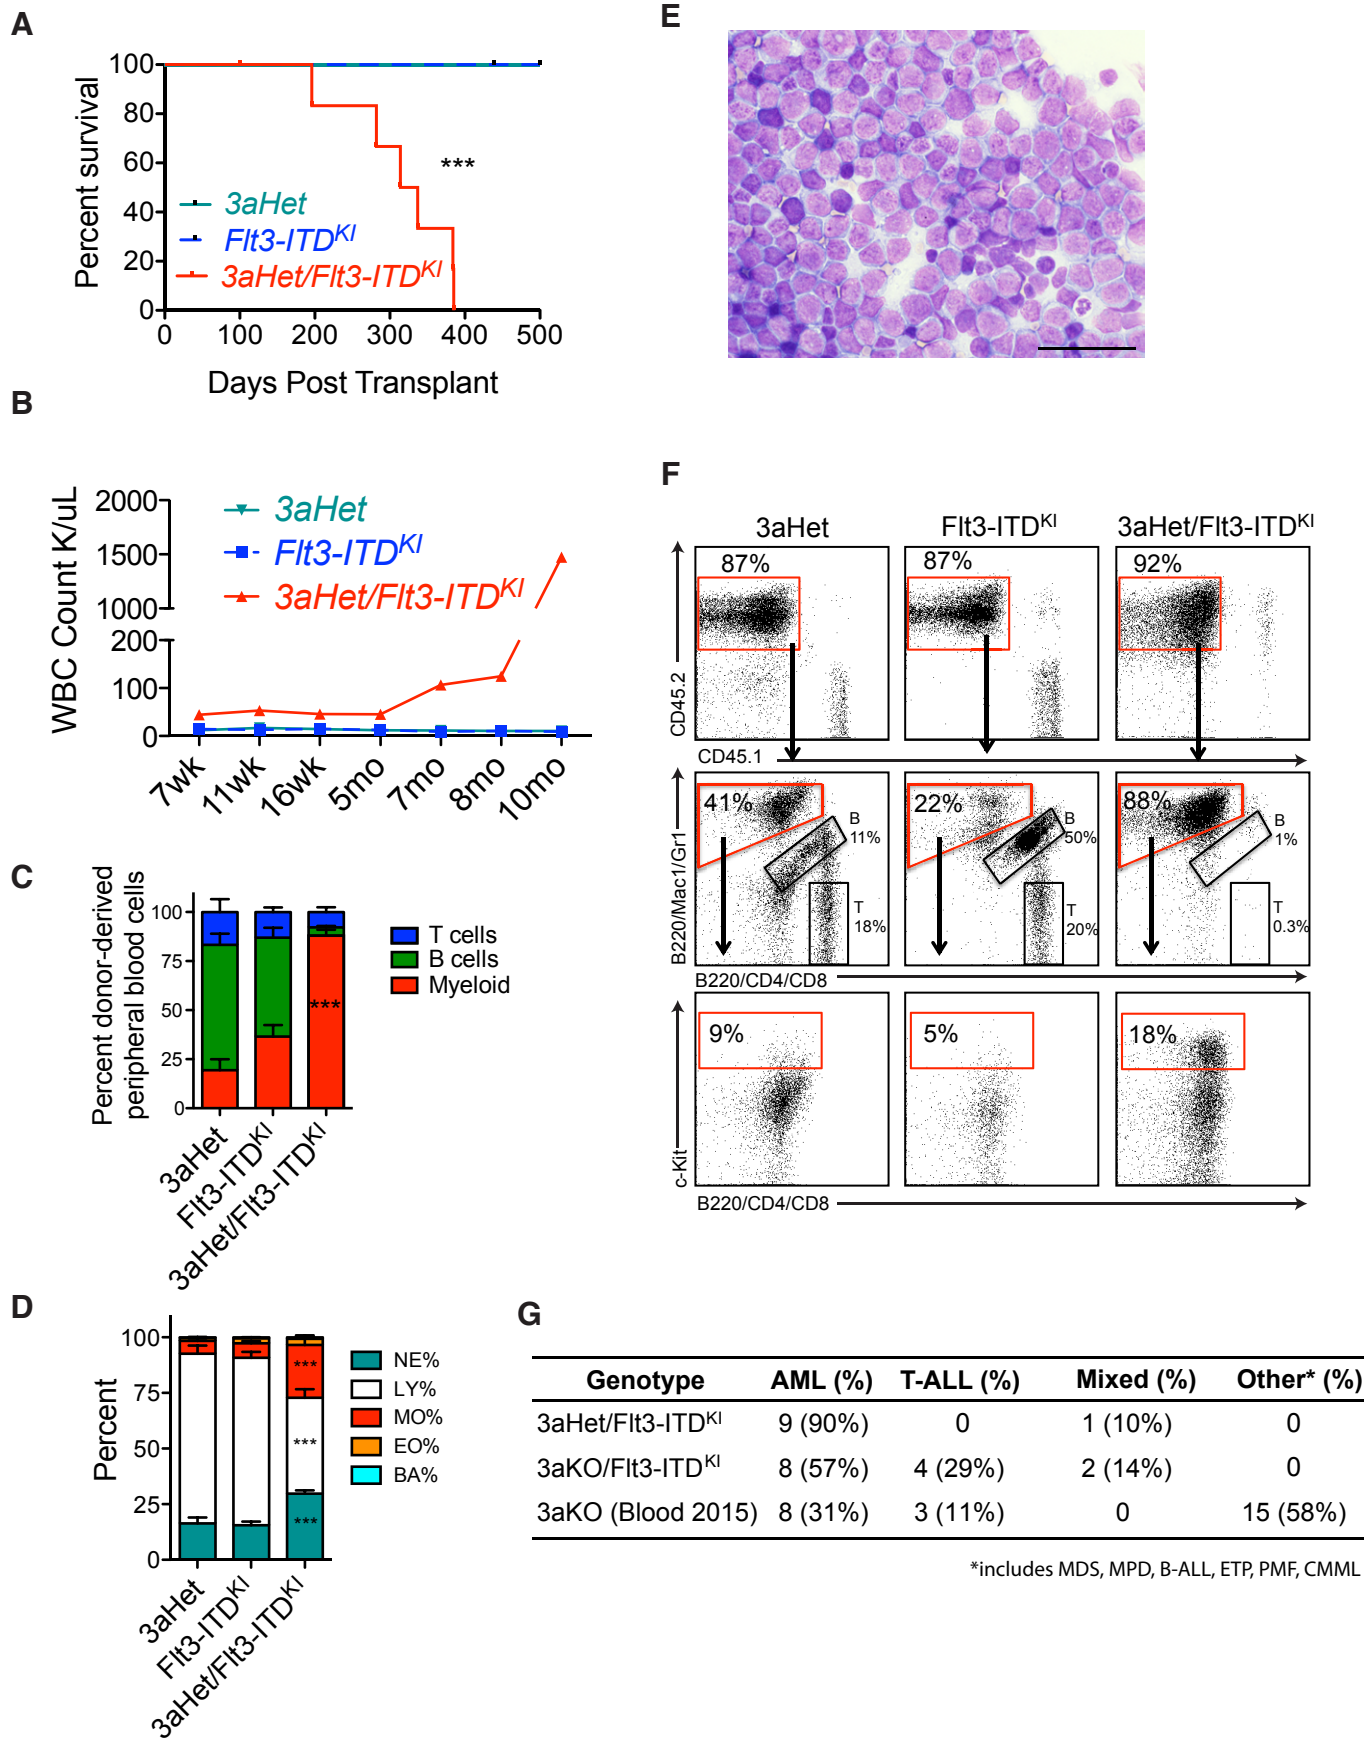 A
Percent survival
100
80
60
40
20
0
***
3aHet
Flt3-ITDKI
3aHet/Flt3-ITDKI
0 100 200 300 400 500
Days Post Transplant
B
WBC Count K/uL
2000
1500
1000
200
100
0
3aHet
Flt3-ITDKI
3aHet/Flt3-ITDKI
7wk 11wk 16wk 5mo 7mo 8mo 10mo
C
Percent donor-derived
peripheral blood cells
100
75
50
25
0
***
T cells
B cells
Myeloid
3aHet
Flt3-ITDKI
3aHet/Flt3-ITDKI
D
Percent
100
75
50
25
0
***
***
***
NE%
LY%
MO%
EO%
BA%
3aHet
Flt3-ITDKI
3aHet/Flt3-ITDKI
E
F
3aHet Flt3-ITDKI 3aHet/Flt3-ITDKI
87% 87% 92%
CD45.2
CD45.1
41% B 11% T 18%
22% B 50% T 20%
88% B 1% T 0.3%
B220/Mac1/Gr1
B220/CD4/CD8
9% 5% 18%
c-Kit
B220/CD4/CD8
G
Genotype AML (%) T-ALL (%) Mixed (%) Other* (%)
3aHet/Flt3-ITDKI 9 (90%) 0 1 (10%) 0
3aKO/Flt3-ITDKI 8 (57%) 4 (29%) 2 (14%) 0
3aKO (Blood 2015) 8 (31%) 3 (11%) 0 15 (58%)
*includes MDS, MPD, B-ALL, ETP, PMF, CMML